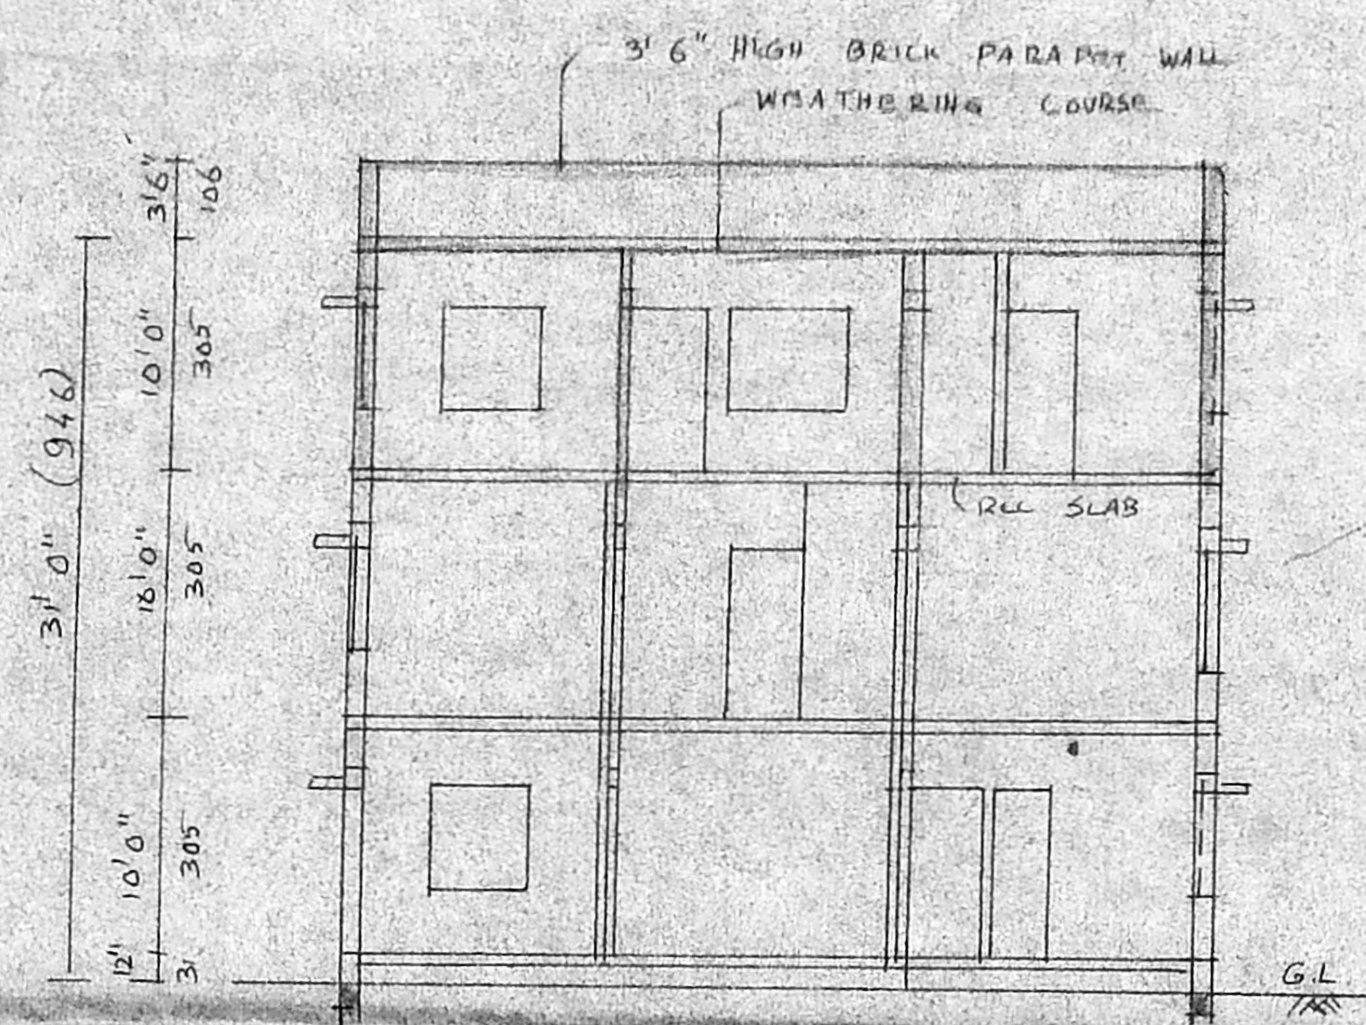 3' 6" HIGH BRICK PARAPET WALL
WEATHERING COURSE
3'6"
106
10'0"
305
31'0" (946)
RCC SLAB
10'0"
305
10'0"
305
12"
31
G.L